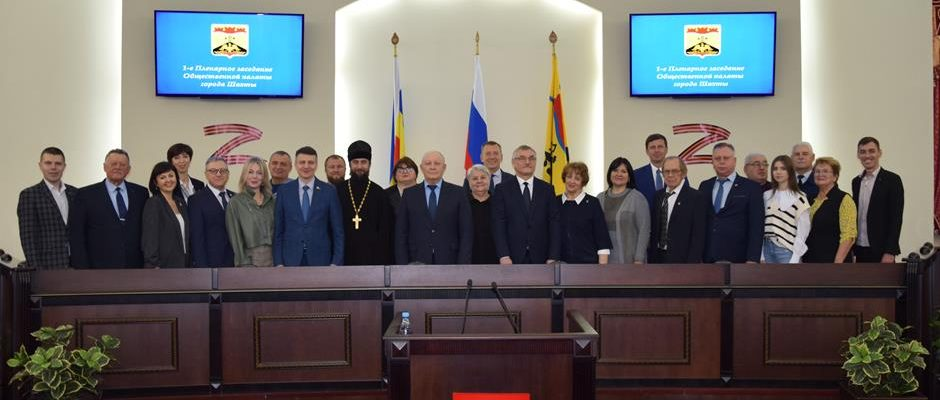 1-е Пленарное заседание
Общественной палаты
города Шахты
1-е Пленарное заседание
Общественной палаты
города Шахты
Z
Z